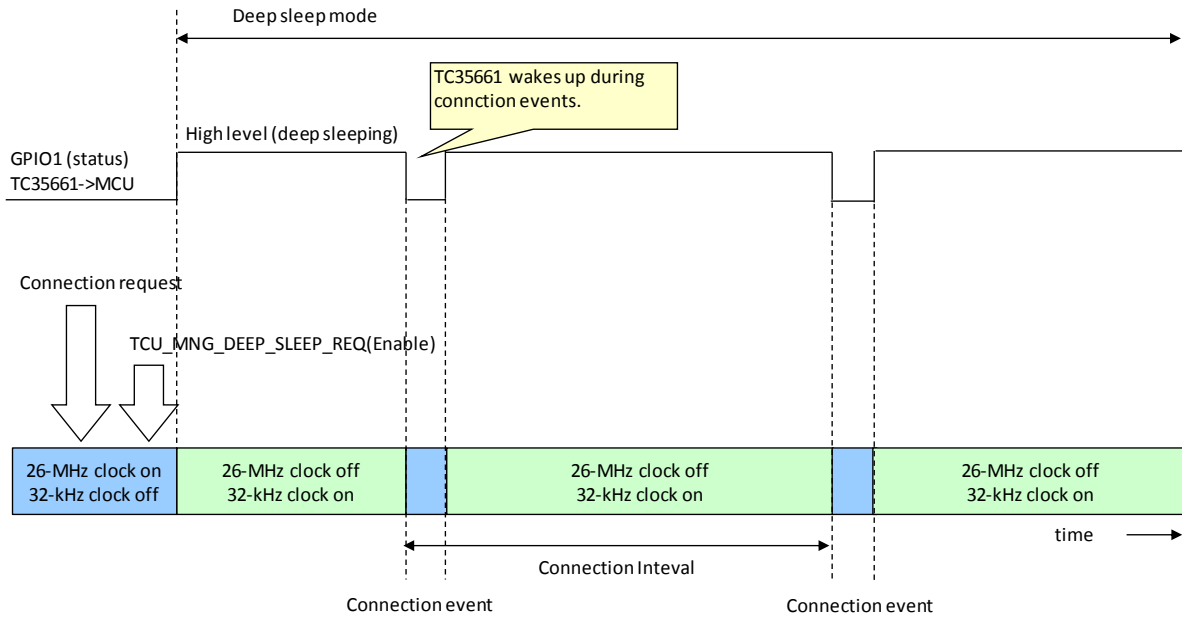 Deep sleep mode
TC35661 wakes up during
connction events.
High level (deep sleeping)
GPIO1 (status)
TC35661->MCU
Connection request
TCU_MNG_DEEP_SLEEP_REQ(Enable)
26-MHz clock on
32-kHz clock off
26-MHz clock off
32-kHz clock on
26-MHz clock off
32-kHz clock on
26-MHz clock off
32-kHz clock on
time
Connection Inteval
Connection event
Connection event